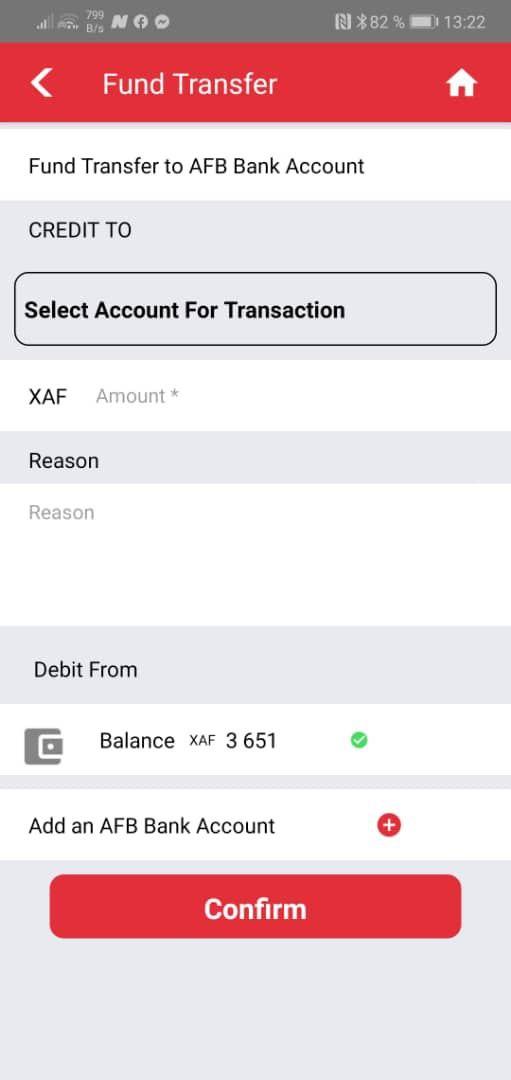 799
B/s
82 %
13:22
Fund Transfer
Fund Transfer to AFB Bank Account
CREDIT TO
Select Account For Transaction
XAF Amount *
Reason
Reason
Debit From
Balance XAF 3 651
Add an AFB Bank Account
Confirm